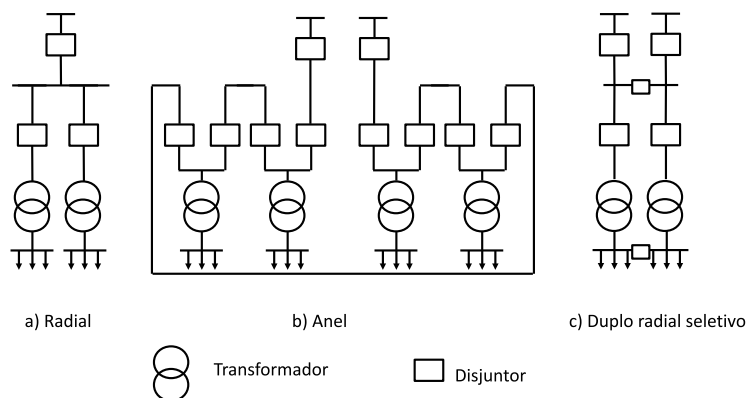 a) Radial
b) Anel
c) Duplo radial seletivo
Transformador
Disjuntor